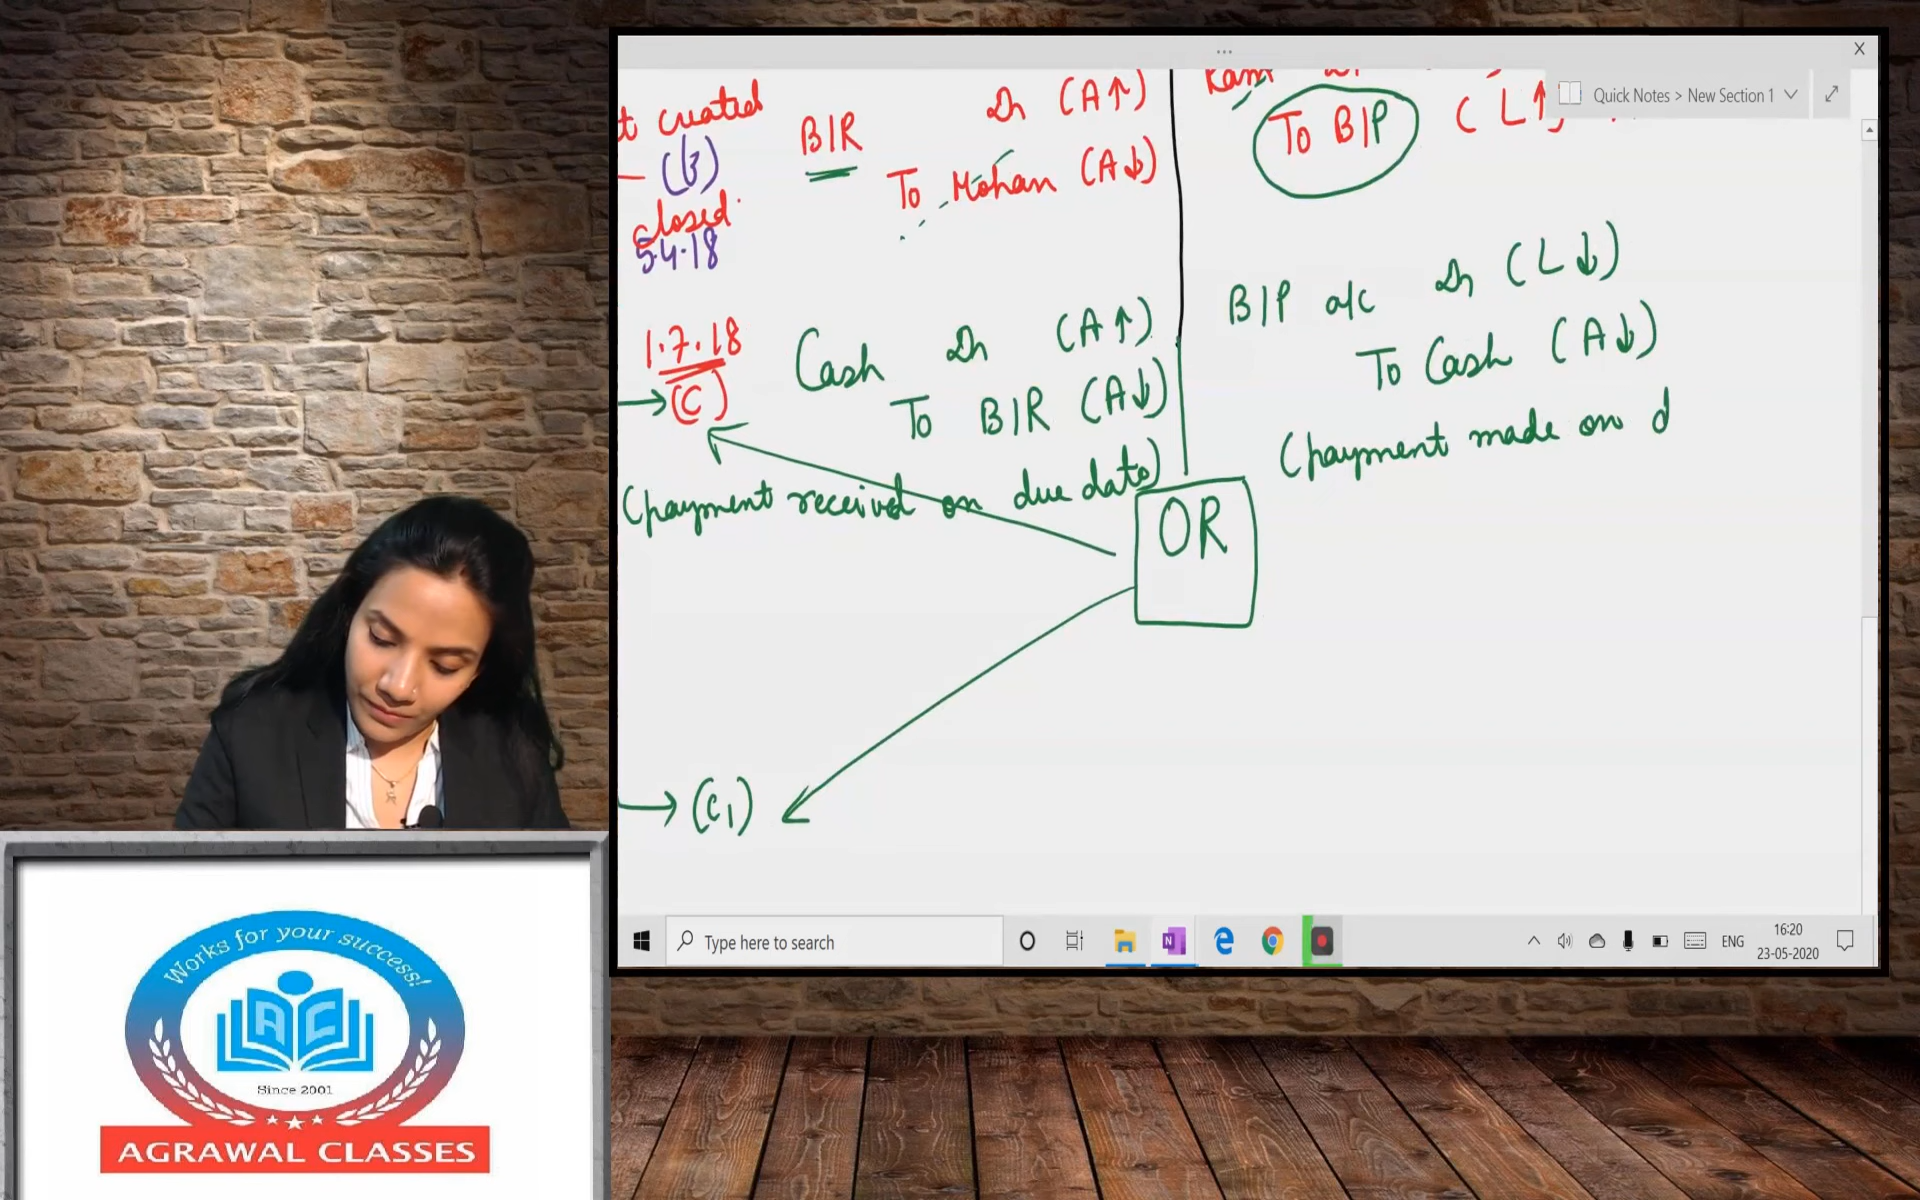 Quick Notes > New Section 1
t created
(B)
closed.
5.4.18
B/R Dr (A↑)
To Mohan (A↓)
Ram
To B/P (L↑)
1.7.18
(C)
Cash Dr (A↑)
To B/R (A↓)
(payment received on due date)
B/P a/c Dr (L↓)
To Cash (A↓)
(payment made on d
OR
(C1)
Type here to search
ENG
16:20
23-05-2020
Works for your success!
AC
Since 2001
AGRAWAL CLASSES